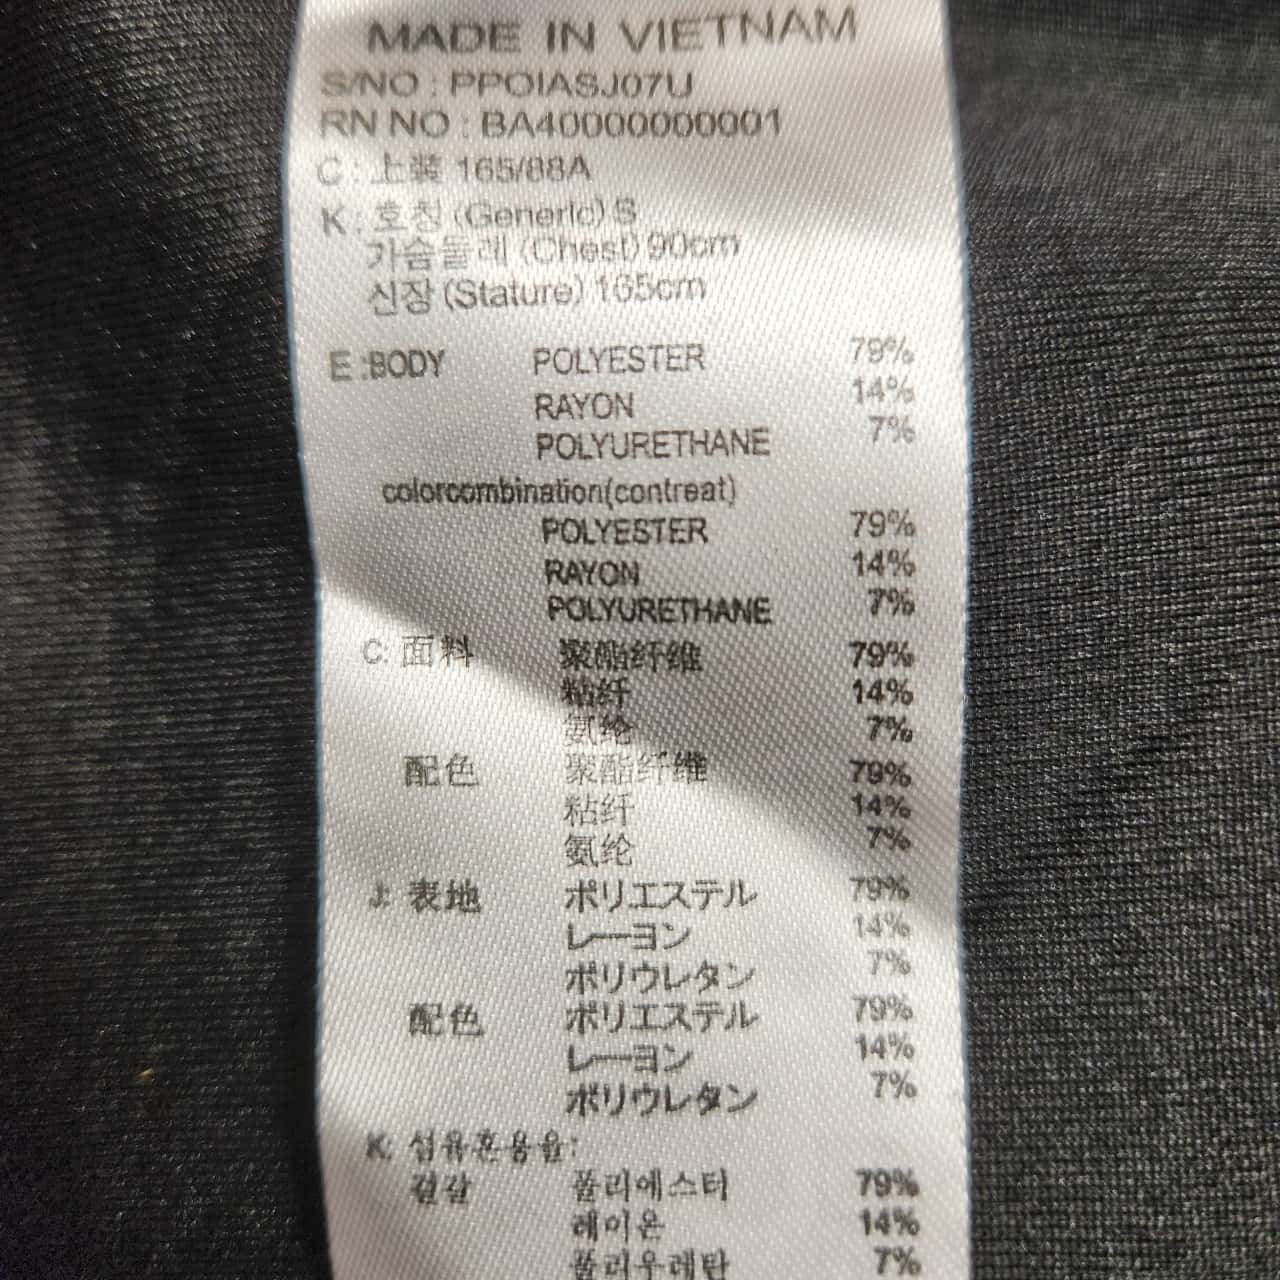 MADE IN VIETNAM
S/NO : PPOIASJ07U
RN NO : BA40000000001
C : 上装 165/88A
K : 호칭 (Generic) S
가슴둘레 (Chest) 90cm
신장 (Stature) 165cm
E :BODY POLYESTER 79%
RAYON 14%
POLYURETHANE 7%
colorcombination(contreat)
POLYESTER 79%
RAYON 14%
POLYURETHANE 7%
C: 面料 聚酯纤维 79%
粘纤 14%
氨纶 7%
配色 聚酯纤维 79%
粘纤 14%
氨纶 7%
J: 表地 ポリエステル 79%
レーヨン 14%
ポリウレタン 7%
配色 ポリエステル 79%
レーヨン 14%
ポリウレタン 7%
K: 섬유혼용율:
겉감 폴리에스터 79%
레이온 14%
폴리우레탄 7%